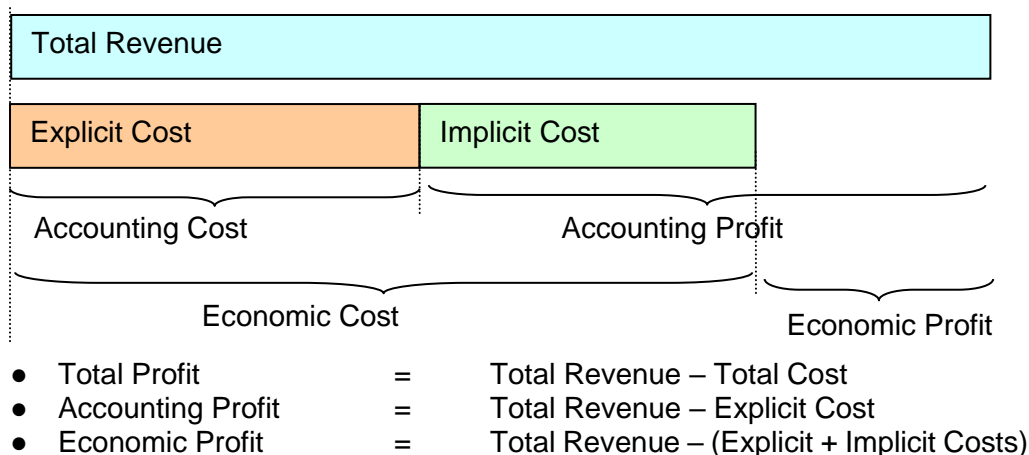 Total Revenue
Explicit Cost Implicit Cost
Accounting Cost Accounting Profit
Economic Cost
Economic Profit
● Total Profit = Total Revenue – Total Cost
● Accounting Profit = Total Revenue – Explicit Cost
● Economic Profit = Total Revenue – (Explicit + Implicit Costs)